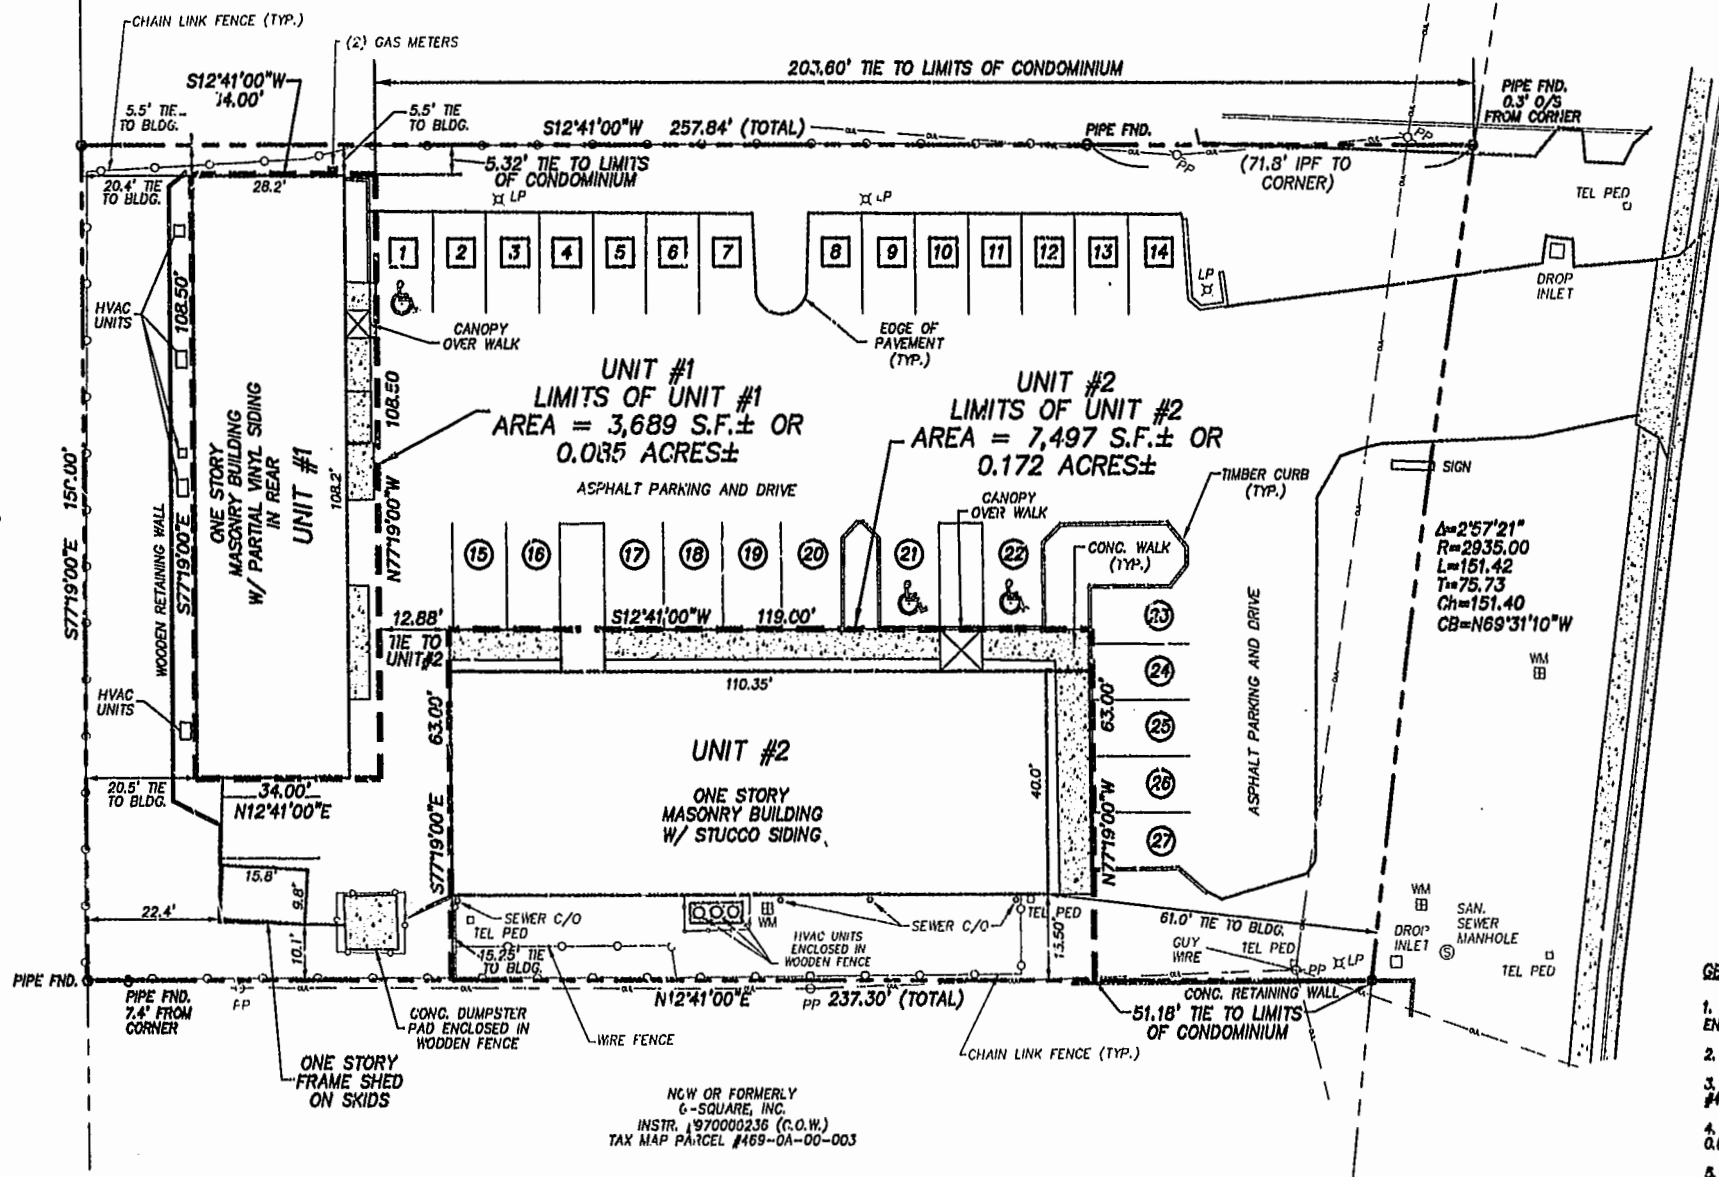 CHAIN LINK FENCE (TYP.)
(2) GAS METERS
S12°41'00"W
5.5' TIE
TO BLDG.
5.5' TIE
TO BLDG.
203.60' TIE TO LIMITS OF CONDOMINIUM
PIPE FND.
0.3' O/S
FROM CORNER
S12°41'00"W 257.84' (TOTAL)
OU
PIPE FND.
PP
5.32' TIE TO LIMITS
OF CONDOMINIUM
(71.8' IPF TO
CORNER)
PP
20.4' TIE
TO BLDG.
28.2'
LP
LP
TEL PED
1
2
3
4
5
6
7
8
9
10
11
12
13
14
LP
DROP
INLET
HVAC
UNITS
108.50'
CANOPY
OVER WALK
EDGE OF
PAVEMENT
(TYP.)
UNIT #1
LIMITS OF UNIT #1
AREA = 3,689 S.F.± OR
0.085 ACRES±
UNIT #2
LIMITS OF UNIT #2
AREA = 7,497 S.F.± OR
0.172 ACRES±
108.50
ONE STORY
MASONRY BUILDING
W/ PARTIAL VINYL SIDING
IN REAR
UNIT #1
108.2'
N77°19'00"W
S77°19'00"E
WOODEN RETAINING WALL
S77°19'00"E
ASPHALT PARKING AND DRIVE
CANOPY
OVER WALK
TIMBER CURB
(TYP.)
SIGN
Δ=2°57'21"
R=2935.00
L=151.42
T=75.73
Ch=151.40
CB=N69°31'10"W
15
16
17
18
19
20
21
22
CONC. WALK
(TYP.)
12.88'
TIE TO
UNIT#2
S12°41'00"W 119.00'
23
24
25
26
27
ASPHALT PARKING AND DRIVE
WM
HVAC
UNITS
110.35'
63.00'
S77°19'00"E
63.00'
N77°19'00"W
40.0'
UNIT #2
ONE STORY
MASONRY BUILDING
W/ STUCCO SIDING
20.5' TIE
TO BLDG.
34.00'
N12°41'00"E
15.8'
9.8'
10.1'
22.4'
SEWER C/O
TEL PED
15.25' TIE
TO BLDG.
WM
HVAC UNITS
ENCLOSED IN
WOODEN FENCE
SEWER C/O
TEL PED
61.0' TIE TO BLDG.
GUY
WIRE
TEL PED
PP
LP
WM
DROP
INLET
SAN.
SEWER
MANHOLE
S
TEL PED
PIPE FND.
PIPE FND.
7.4' FROM
CORNER
PP
N12°41'00"E
PP
237.30' (TOTAL)
CONC. RETAINING WALL
51.18' TIE TO LIMITS
OF CONDOMINIUM
CONC. DUMPSTER
PAD ENCLOSED IN
WOODEN FENCE
WIRE FENCE
CHAIN LINK FENCE (TYP.)
ONE STORY
FRAME SHED
ON SKIDS
NOW OR FORMERLY
G-SQUARE, INC.
INSTR. 970000236 (C.O.W.)
TAX MAP PARCEL #469-0A-00-003
1.
2.
3.
4.
5.